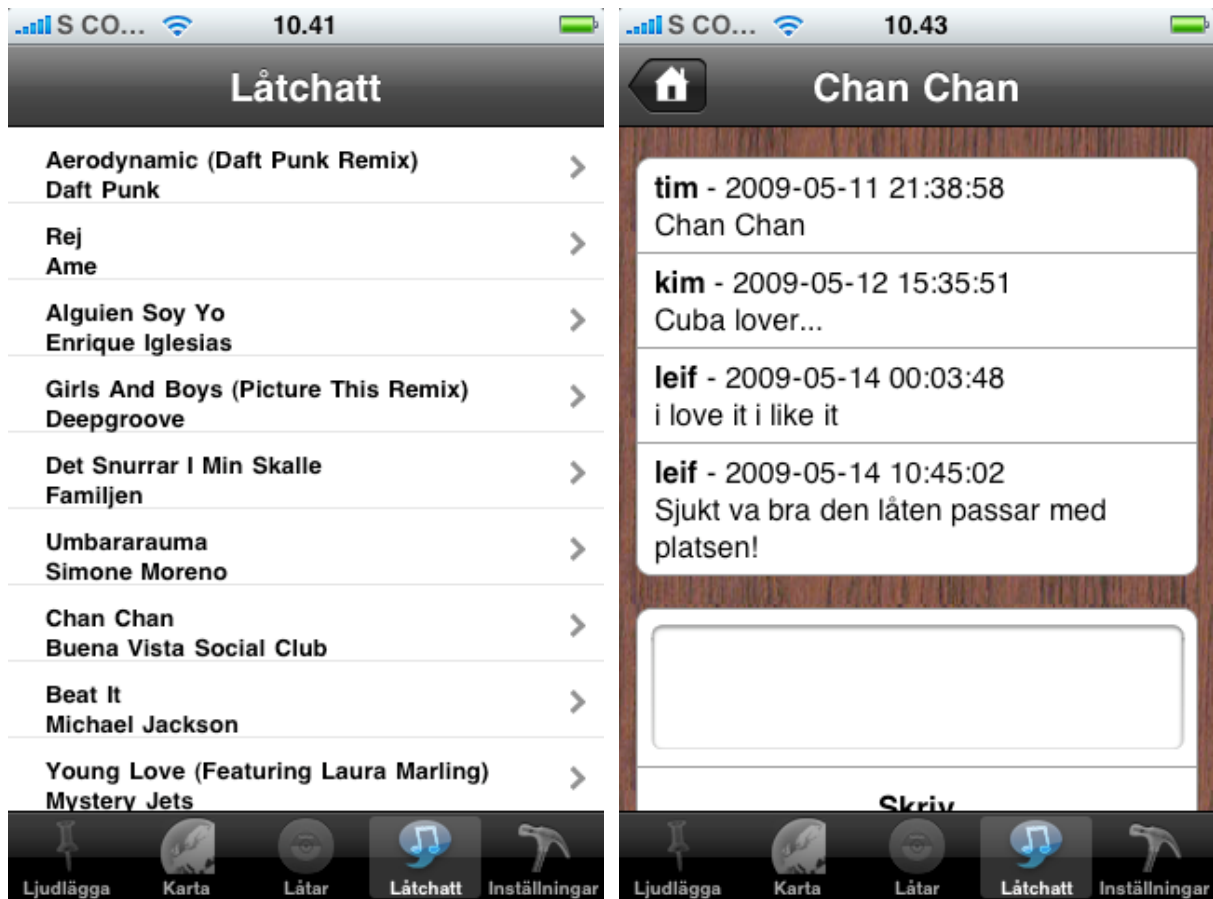 S CO... 10.41
Låtchatt
Aerodynamic (Daft Punk Remix)
Daft Punk
Rej
Ame
Alguien Soy Yo
Enrique Iglesias
Girls And Boys (Picture This Remix)
Deepgroove
Det Snurrar I Min Skalle
Familjen
Umbararauma
Simone Moreno
Chan Chan
Buena Vista Social Club
Beat It
Michael Jackson
Young Love (Featuring Laura Marling)
Mystery Jets
Ljudlägga Karta Låtar Låtchatt Inställningar
S CO... 10.43
Chan Chan
tim - 2009-05-11 21:38:58
Chan Chan
kim - 2009-05-12 15:35:51
Cuba lover...
leif - 2009-05-14 00:03:48
i love it i like it
leif - 2009-05-14 10:45:02
Sjukt va bra den låten passar med
platsen!
Skriv
Ljudlägga Karta Låtar Låtchatt Inställningar